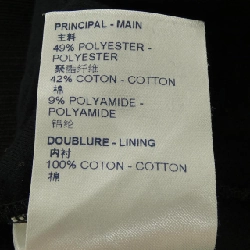 PRINCIPAL - MAIN
主料
49% POLYESTER -
POLYESTER
聚酯纤维
42% COTON - COTTON
棉
9% POLYAMIDE -
POLYAMIDE
锦纶
DOUBLURE - LINING
内衬
100% COTON - COTTON
棉